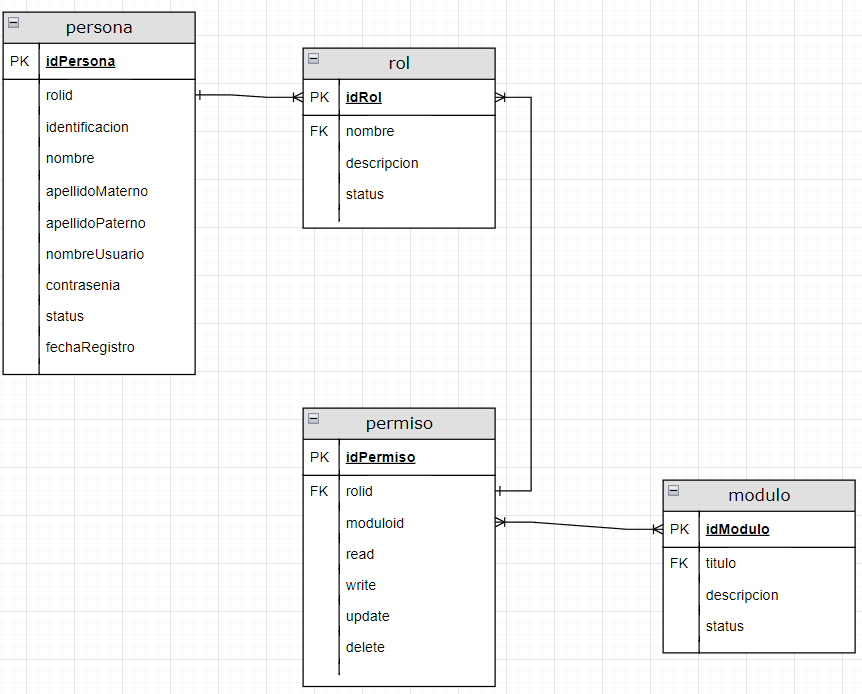 persona
PK idPersona
rolid
identificacion
nombre
apellidoMaterno
apellidoPaterno
nombreUsuario
contrasenia
status
fechaRegistro
rol
PK idRol
FK nombre
descripcion
status
permiso
PK idPermiso
FK rolid
moduloid
read
write
update
delete
modulo
PK idModulo
FK titulo
descripcion
status